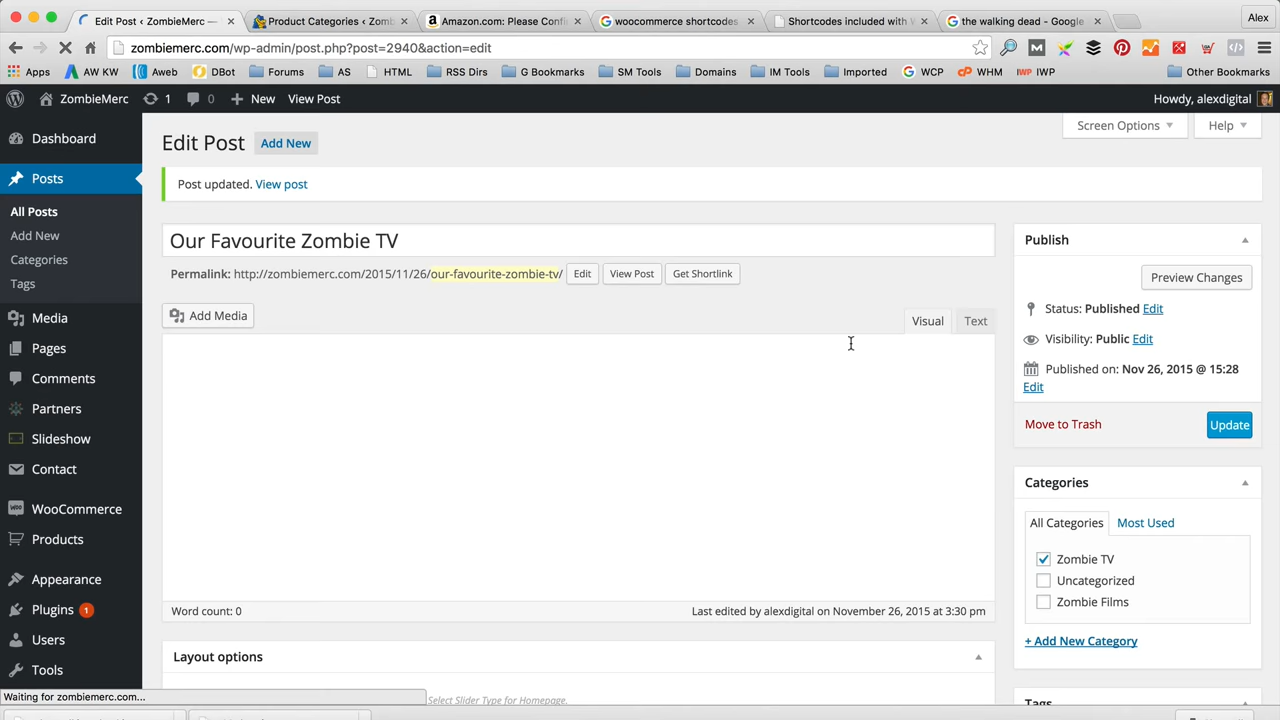 Edit Post ‹ ZombieMerc
Product Categories ‹ Zomb
Amazon.com: Please Confi
woocommerce shortcodes
Shortcodes included with
the walking dead - Google
Alex
zombiemerc.com/wp-admin/post.php?post=2940&action=edit
Apps AW KW Aweb DBot Forums AS HTML RSS Dirs G Bookmarks SM Tools Domains IM Tools Imported WCP WHM IWP Other Bookmarks
ZombieMerc 1 0 New View Post Howdy, alexdigital
Screen Options Help
Dashboard
Posts
All Posts
Add New
Categories
Tags
Media
Pages
Comments
Partners
Slideshow
Contact
WooCommerce
Products
Appearance
Plugins 1
Users
Tools
Edit Post Add New
Post updated. View post
Our Favourite Zombie TV
Permalink: http://zombiemerc.com/2015/11/26/our-favourite-zombie-tv/ Edit View Post Get Shortlink
Add Media
Visual Text
Word count: 0 Last edited by alexdigital on November 26, 2015 at 3:30 pm
Layout options
Select Slider Type for Homepage.
Publish
Preview Changes
Status: Published Edit
Visibility: Public Edit
Published on: Nov 26, 2015 @ 15:28
Edit
Move to Trash Update
Categories
All Categories Most Used
Zombie TV
Uncategorized
Zombie Films
+ Add New Category
Tags
Waiting for zombiemerc.com...